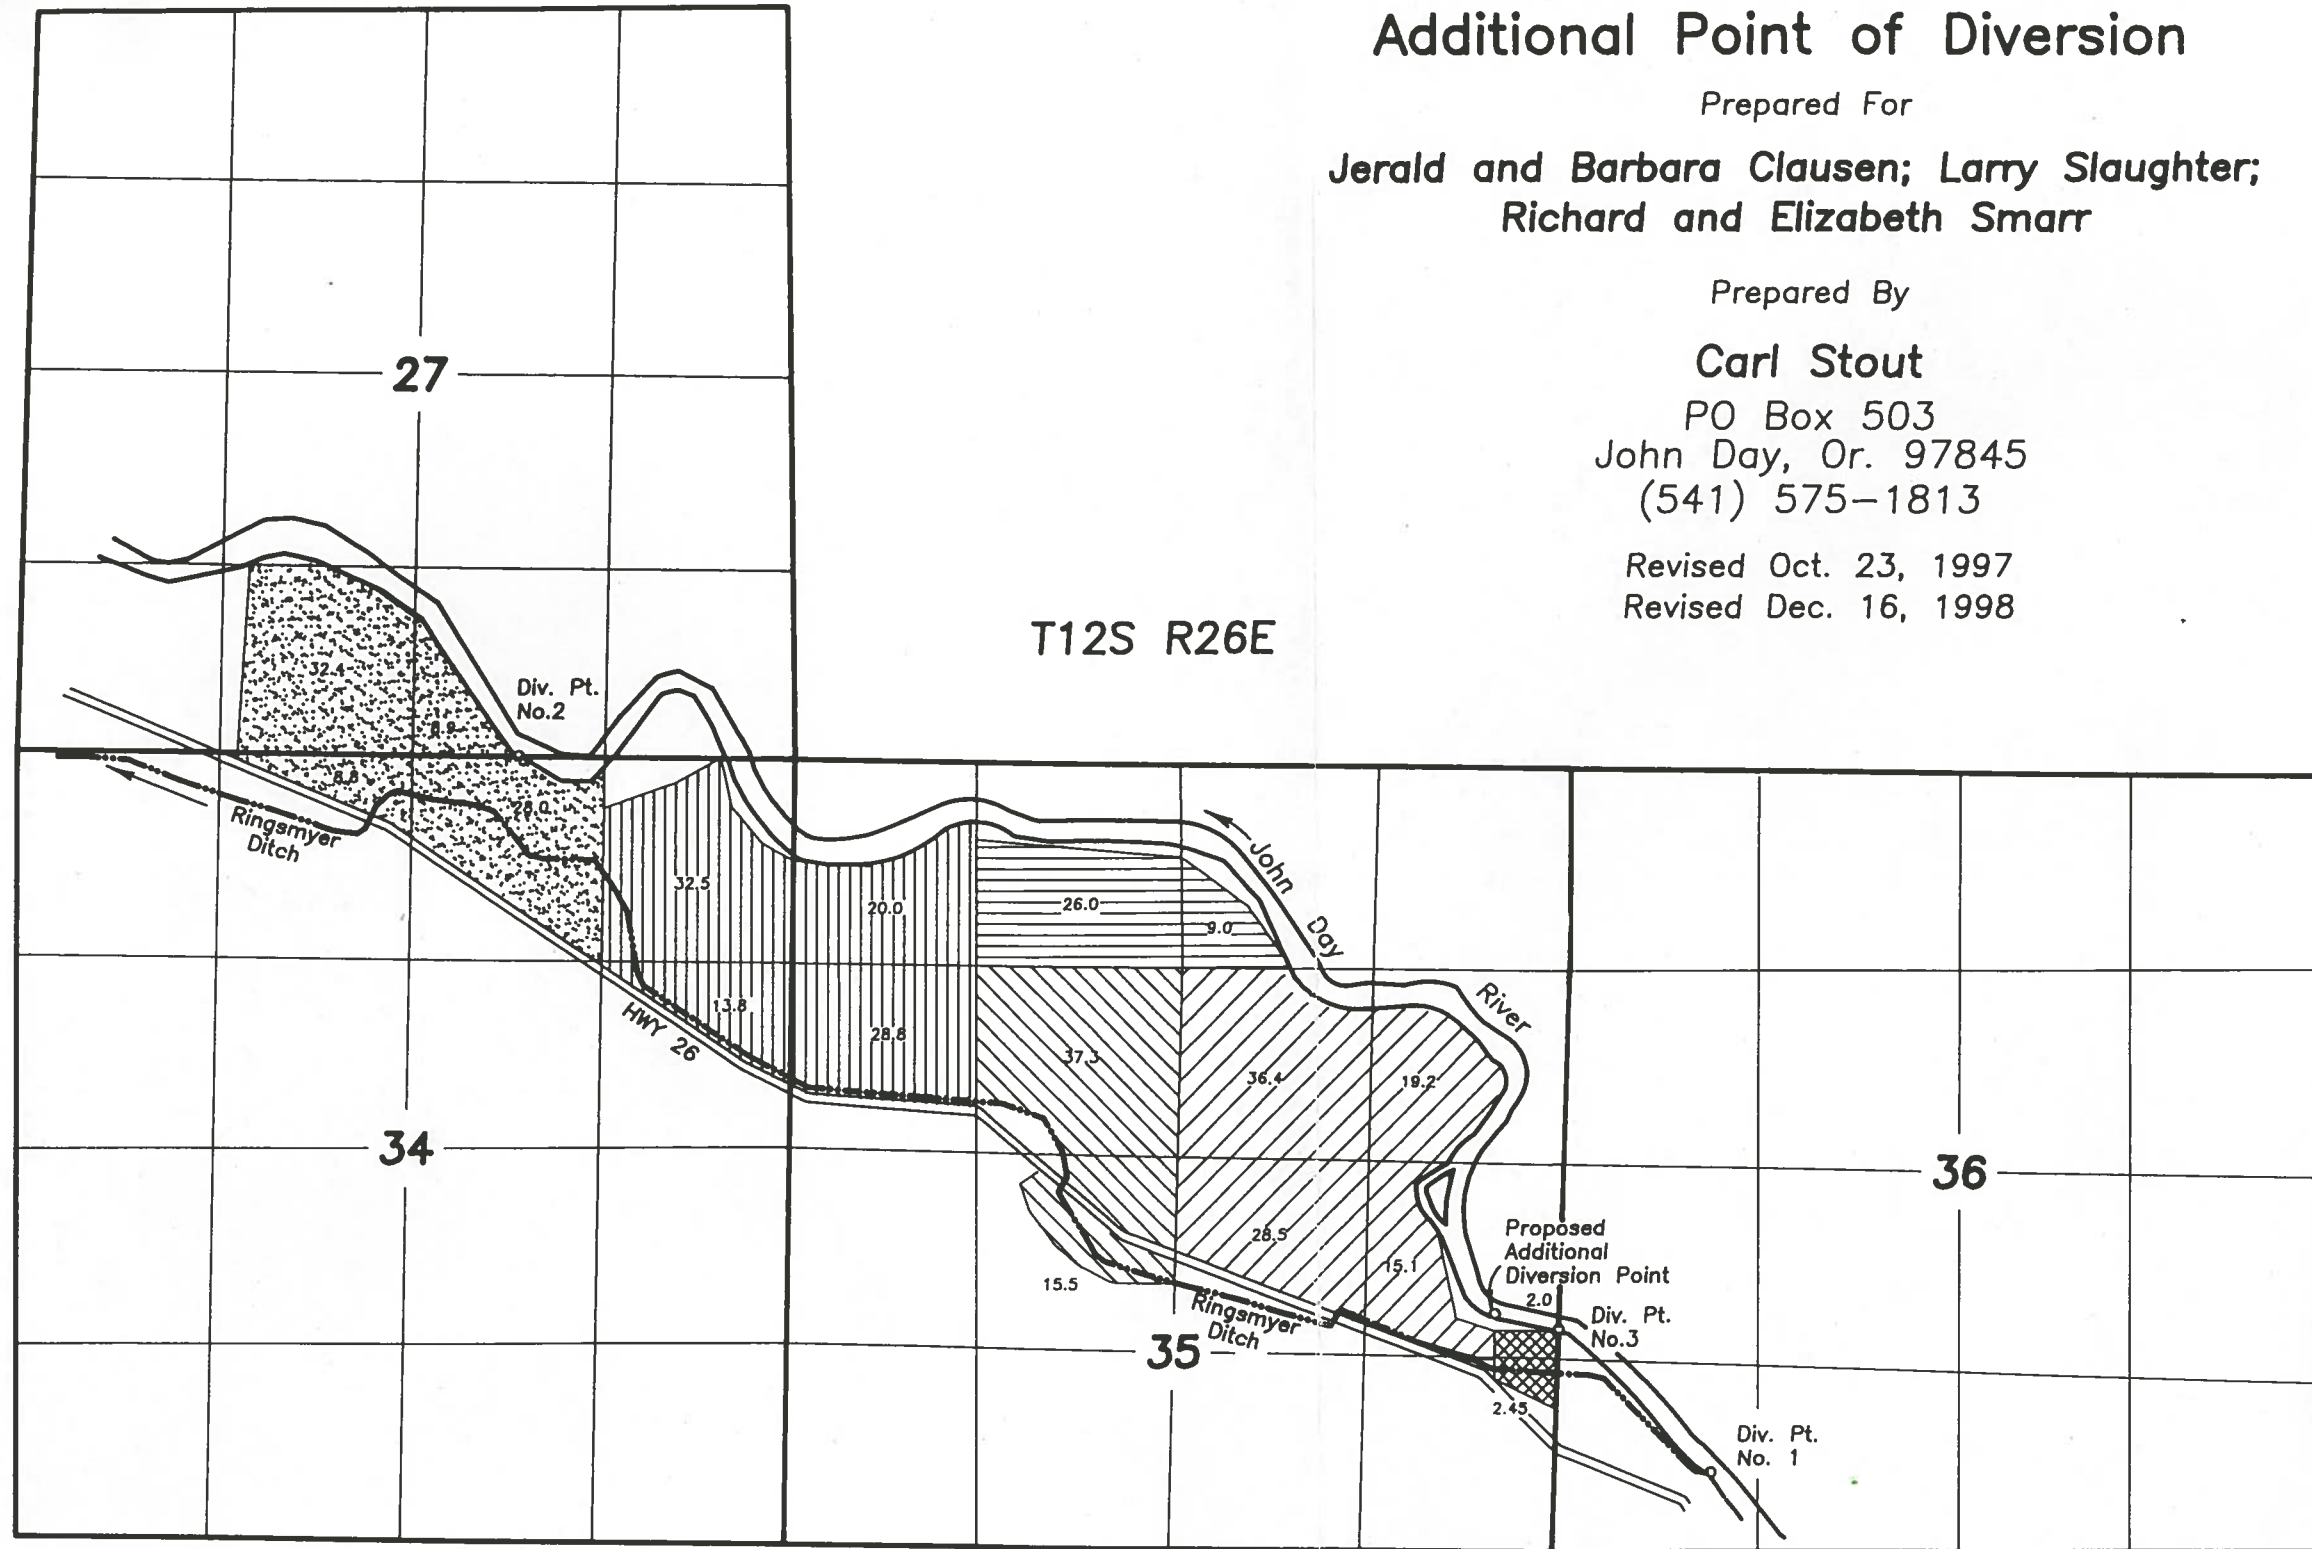 Additional Point of Diversion
Prepared For
Jerald and Barbara Clausen; Larry Slaughter;
Richard and Elizabeth Smarr
Prepared By
Carl Stout
PO Box 503
John Day, Or. 97845
(541) 575-1813
Revised Oct. 23, 1997
Revised Dec. 16, 1998
T12S R26E
27
32.4
Div. Pt.
No.2
28.0
Ringsmyer
Ditch
32.5
20.0
26.0
9.0
John
Day
River
13.8
HWY 26
28.8
37.3
36.4
19.2
34
36
28.5
15.1
15.5
Proposed
Additional
Diversion Point
2.0
Div. Pt.
No.3
Ringsmyer
Ditch
35
2.45
Div. Pt.
No. 1